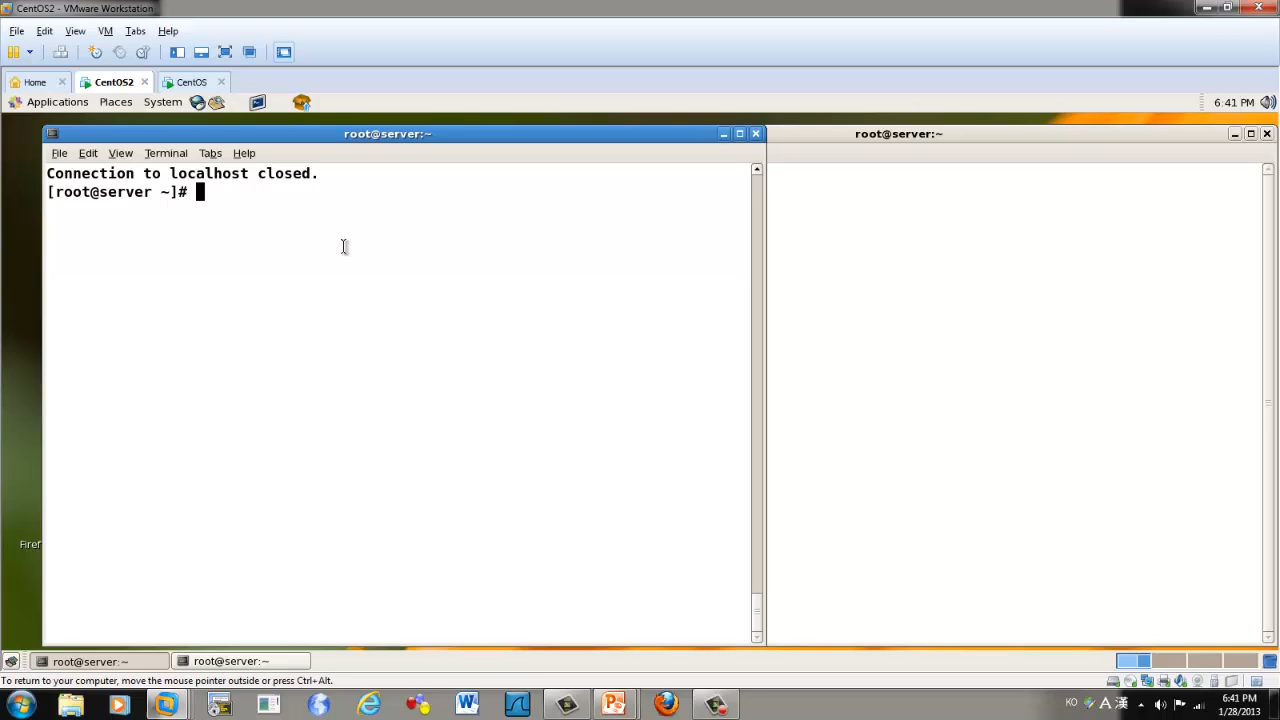 CentOS2 - VMware Workstation
File Edit View VM Tabs Help
Home CentOS2 CentOS
Applications Places System 6:41 PM
root@server:~ root@server:~
File Edit View Terminal Tabs Help
Connection to localhost closed.
[root@server ~]#
Firef
root@server:~ root@server:~
To return to your computer, move the mouse pointer outside or press Ctrl+Alt.
KO A 漢 6:41 PM
1/28/2013